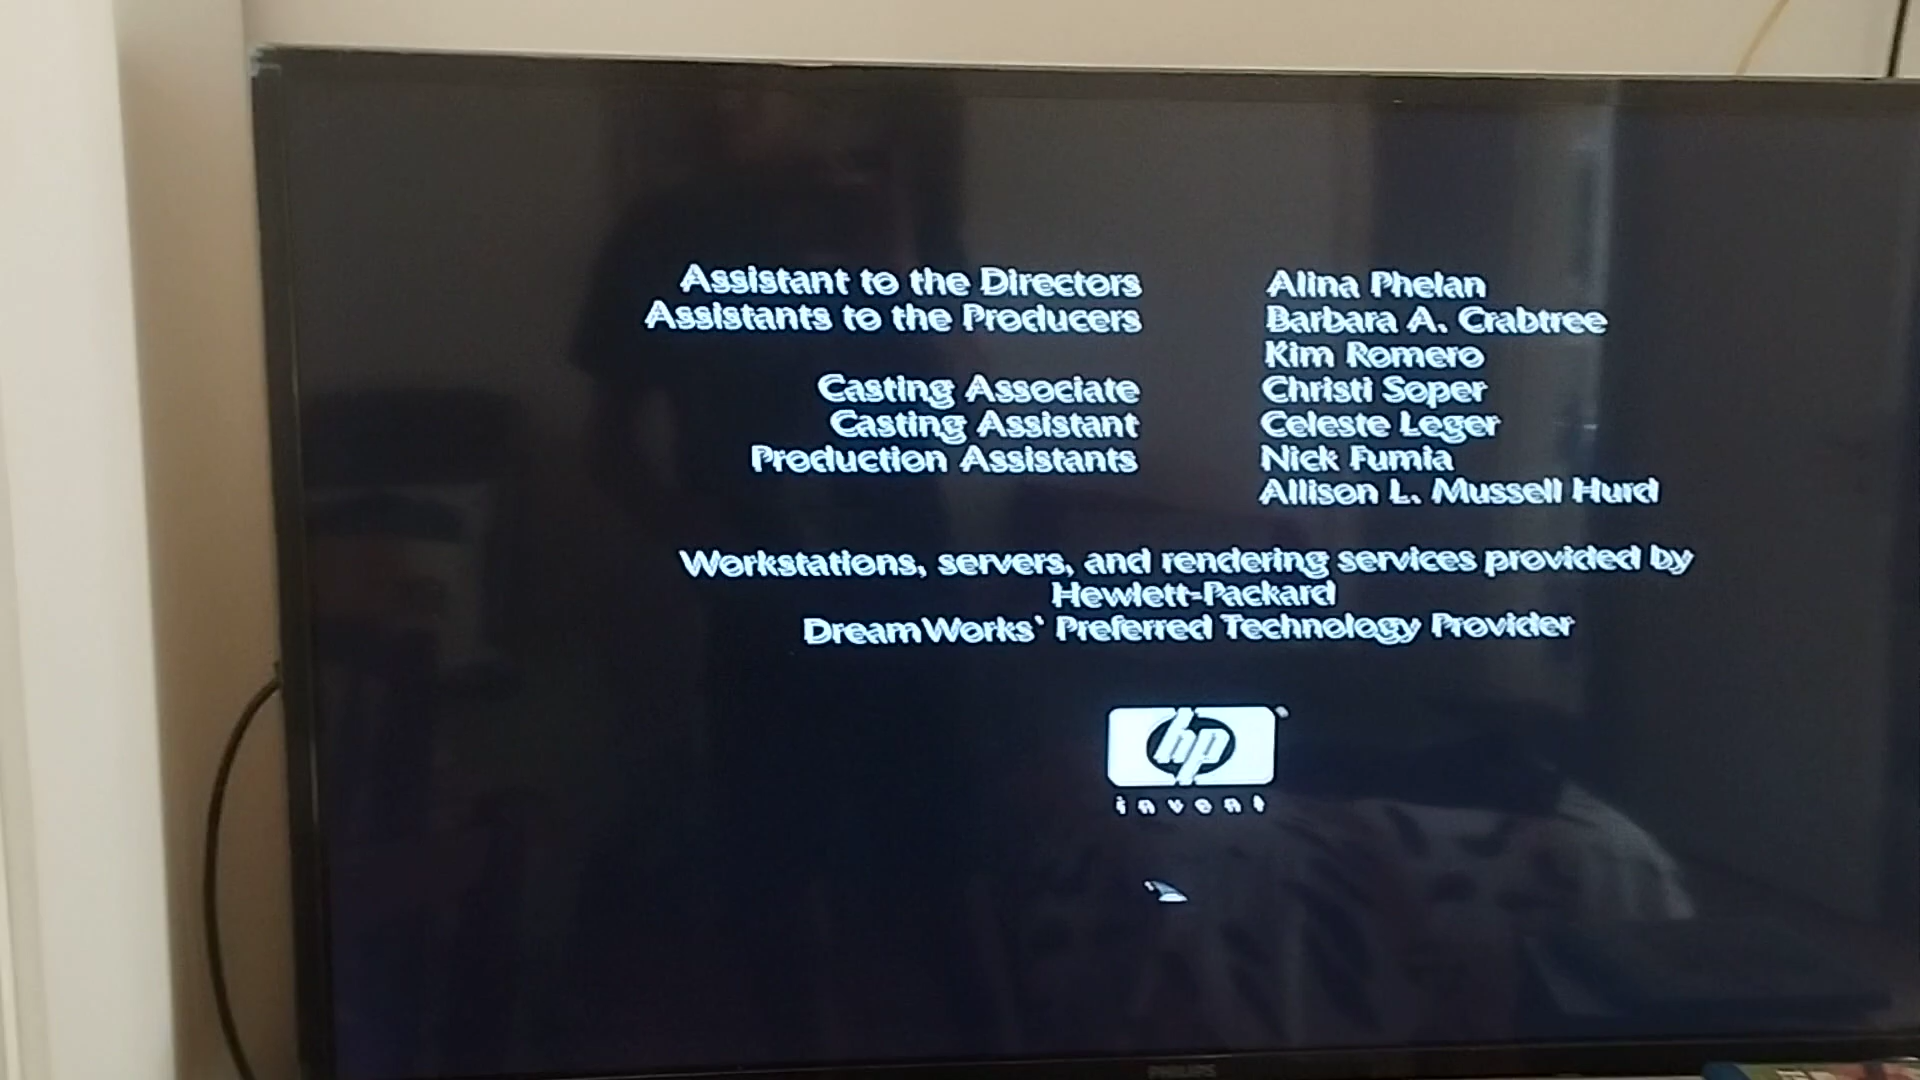 Assistant to the Directors Alina Phelan
Assistants to the Producers Barbara A. Crabtree
Kim Romero
Casting Associate Christi Soper
Casting Assistant Celeste Leger
Production Assistants Nick Fumia
Allison L. Mussell Hurd
Workstations, servers, and rendering services provided by
Hewlett-Packard
DreamWorks' Preferred Technology Provider
hp
invent
PHILIPS